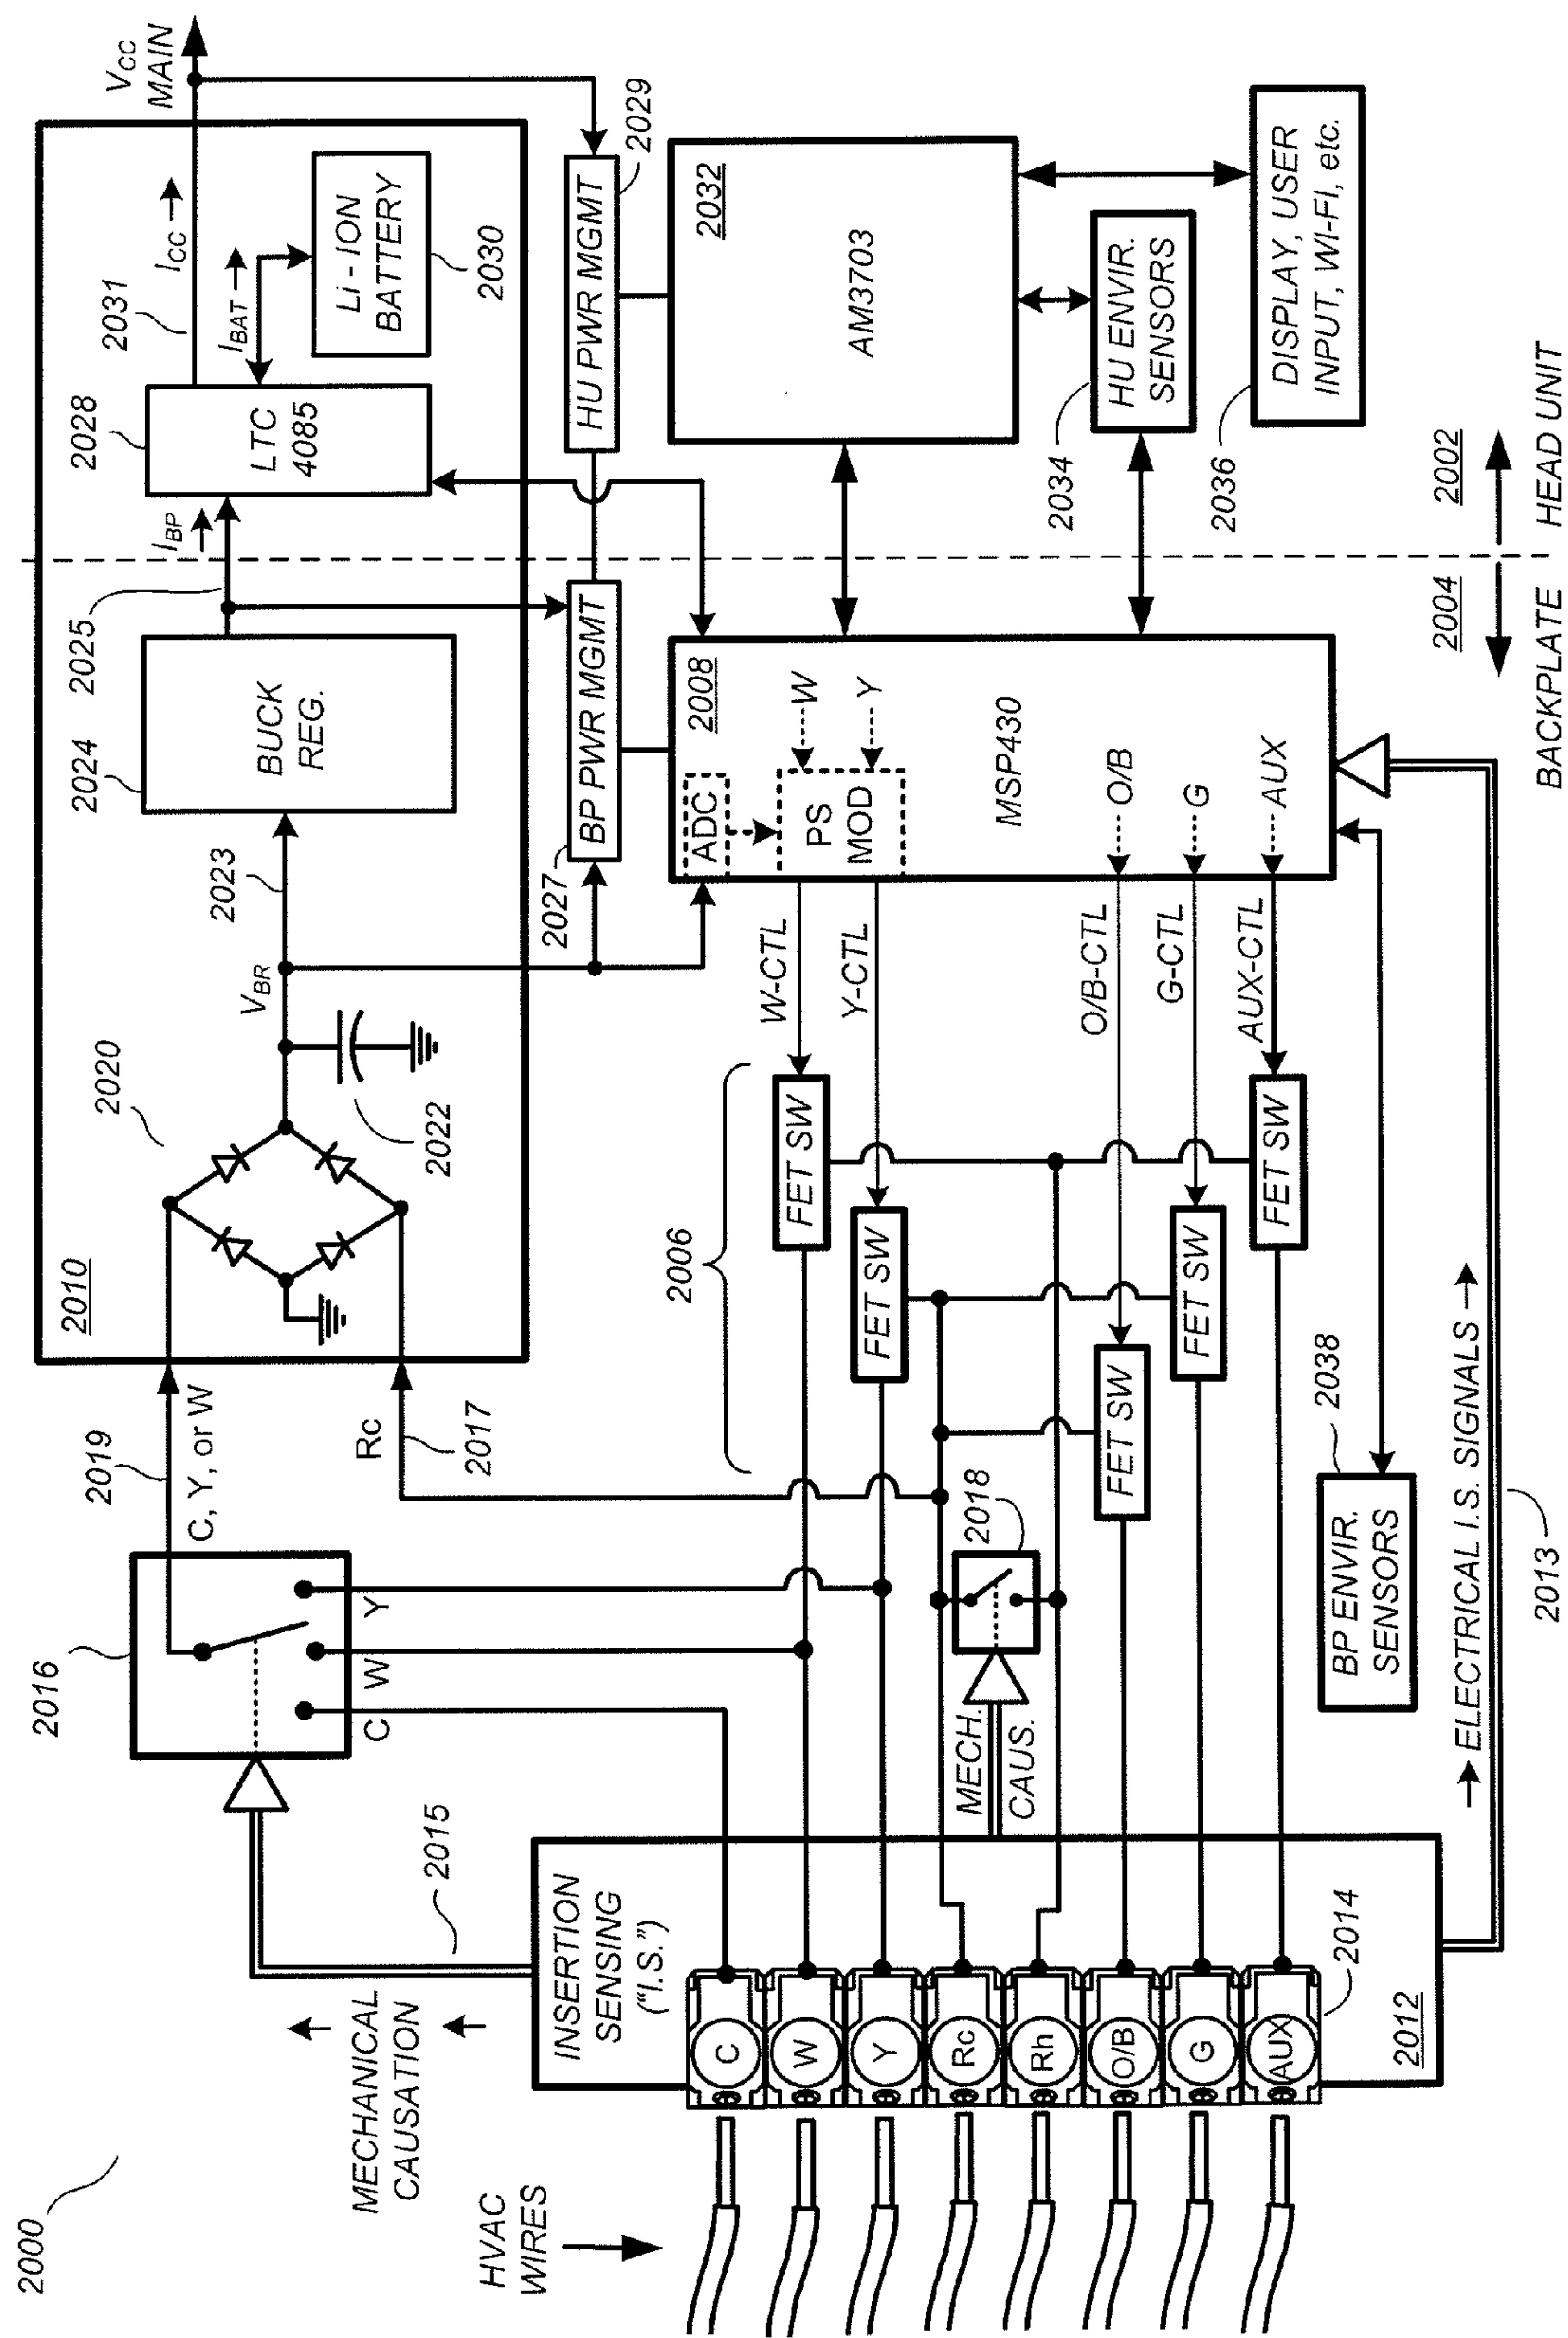 2000
HVAC
WIRES
MECHANICAL
CAUSATION
2015
INSERTION
SENSING
("I.S.")
C
W
Y
Rc
Rh
O/B
G
AUX
2012
2014
2016
C
W
Y
2019
C, Y, or W
Rc
2017
MECH.
CAUS.
2018
2010
2020
2022
VBR
2023
2024
BUCK
REG.
2025
IBP
2028
LTC
4085
2031
ICC
IBAT
Li - ION
BATTERY
2030
VCC
MAIN
2006
FET SW
FET SW
FET SW
FET SW
FET SW
W-CTL
Y-CTL
O/B-CTL
G-CTL
AUX-CTL
2027
BP PWR MGMT
HU PWR MGMT
2029
2008
ADC
PS
MOD
W
Y
MSP430
O/B
G
AUX
2032
AM3703
2034
HU ENVIR.
SENSORS
2036
DISPLAY, USER
INPUT, WI-FI, etc.
2038
BP ENVIR.
SENSORS
ELECTRICAL I.S. SIGNALS
2013
2004
BACKPLATE
2002
HEAD UNIT